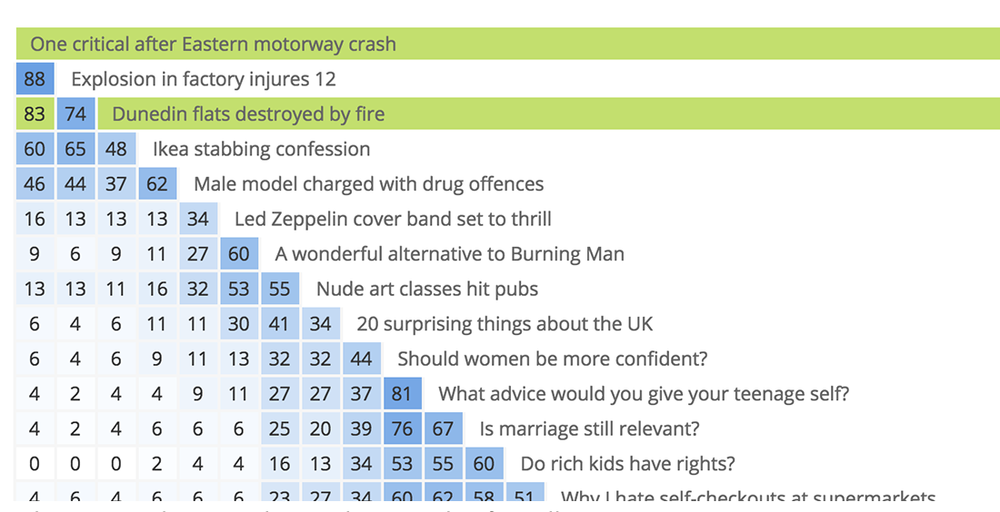 One critical after Eastern motorway crash
88 Explosion in factory injures 12
83 74 Dunedin flats destroyed by fire
60 65 48 Ikea stabbing confession
46 44 37 62 Male model charged with drug offences
16 13 13 13 34 Led Zeppelin cover band set to thrill
9 6 9 11 27 60 A wonderful alternative to Burning Man
13 13 11 16 32 53 55 Nude art classes hit pubs
6 4 6 11 11 30 41 34 20 surprising things about the UK
6 4 6 9 11 13 32 32 44 Should women be more confident?
4 2 4 4 9 11 27 27 37 81 What advice would you give your teenage self?
4 2 4 6 6 6 25 20 39 76 67 Is marriage still relevant?
0 0 0 2 4 4 16 13 34 53 55 60 Do rich kids have rights?
4 6 4 6 6 6 23 27 34 60 62 58 51 Why I hate self-checkouts at supermarkets